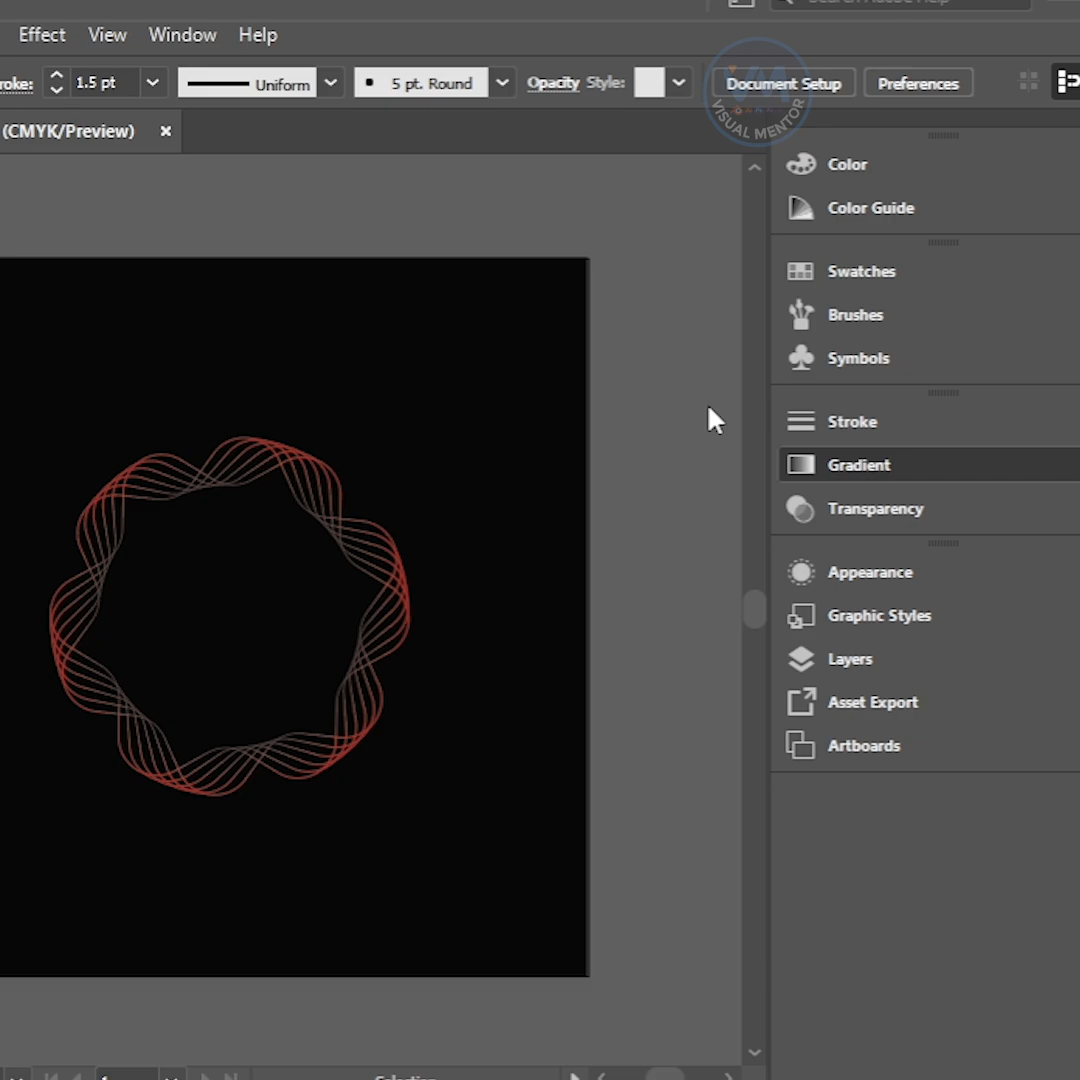 Effect View Window Help
roke: 1.5 pt Uniform 5 pt. Round Opacity Style: Document Setup Preferences
VISUAL MENTOR
(CMYK/Preview) ×
Color
Color Guide
Swatches
Brushes
Symbols
Stroke
Gradient
Transparency
Appearance
Graphic Styles
Layers
Asset Export
Artboards